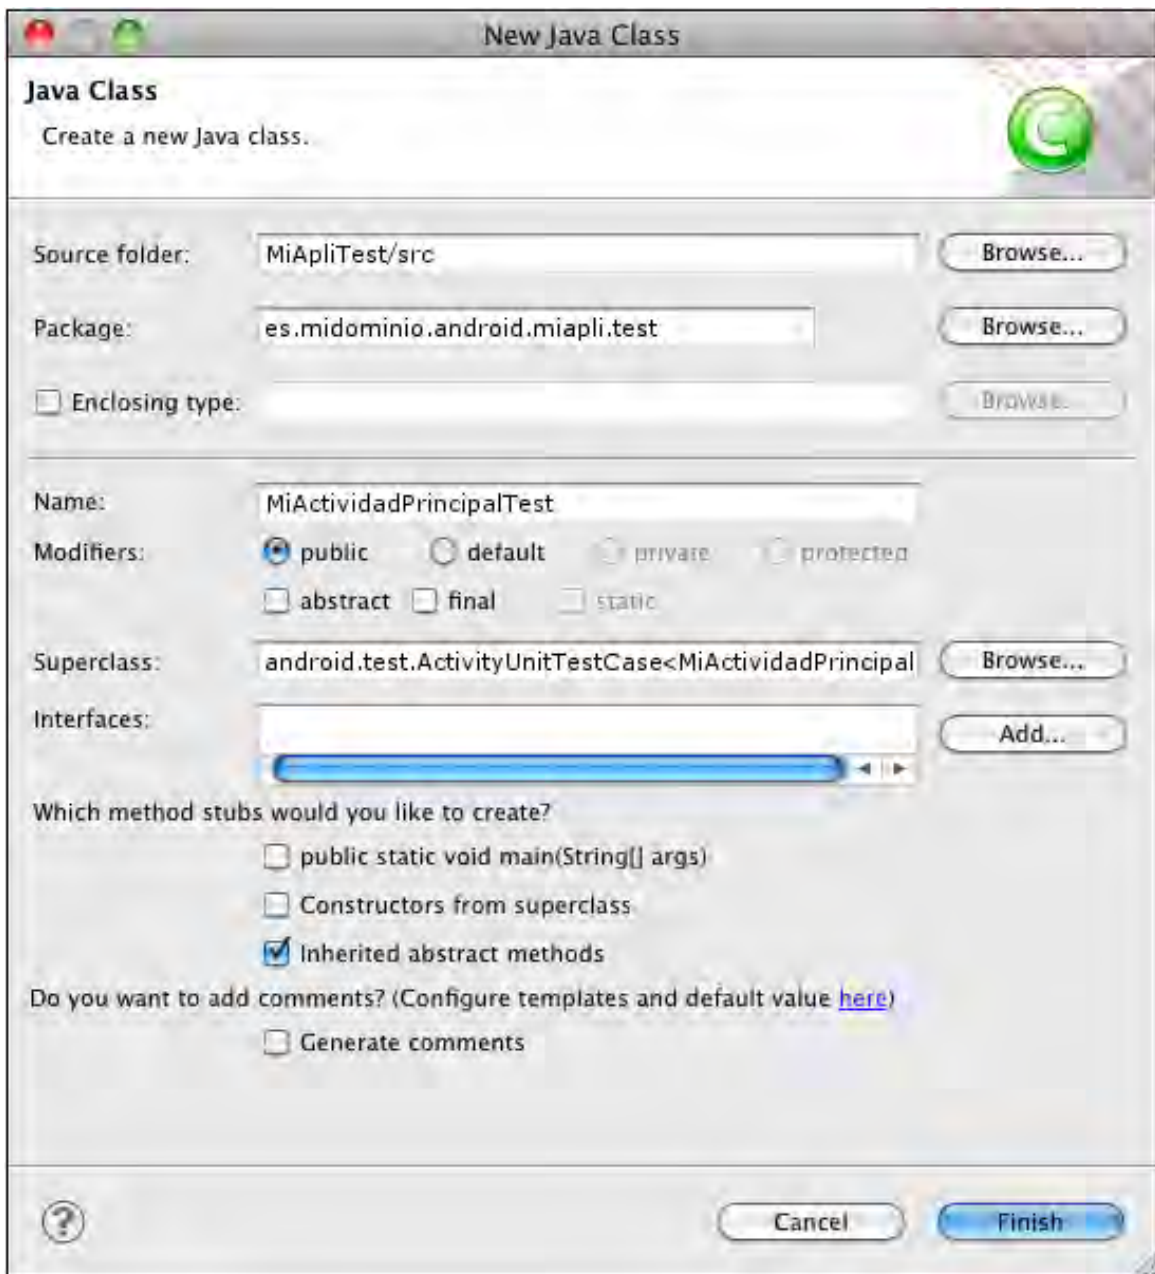 New Java Class
Java Class
Create a new Java class.
Source folder: MiApliTest/src Browse...
Package: es.midominio.android.miapli.test Browse...
Enclosing type: Browse...
Name: MiActividadPrincipalTest
Modifiers: public default private protected
abstract final static
Superclass: android.test.ActivityUnitTestCase<MiActividadPrincipal Browse...
Interfaces: Add...
Which method stubs would you like to create?
public static void main(String[] args)
Constructors from superclass
Inherited abstract methods
Do you want to add comments? (Configure templates and default value here)
Generate comments
? Cancel Finish